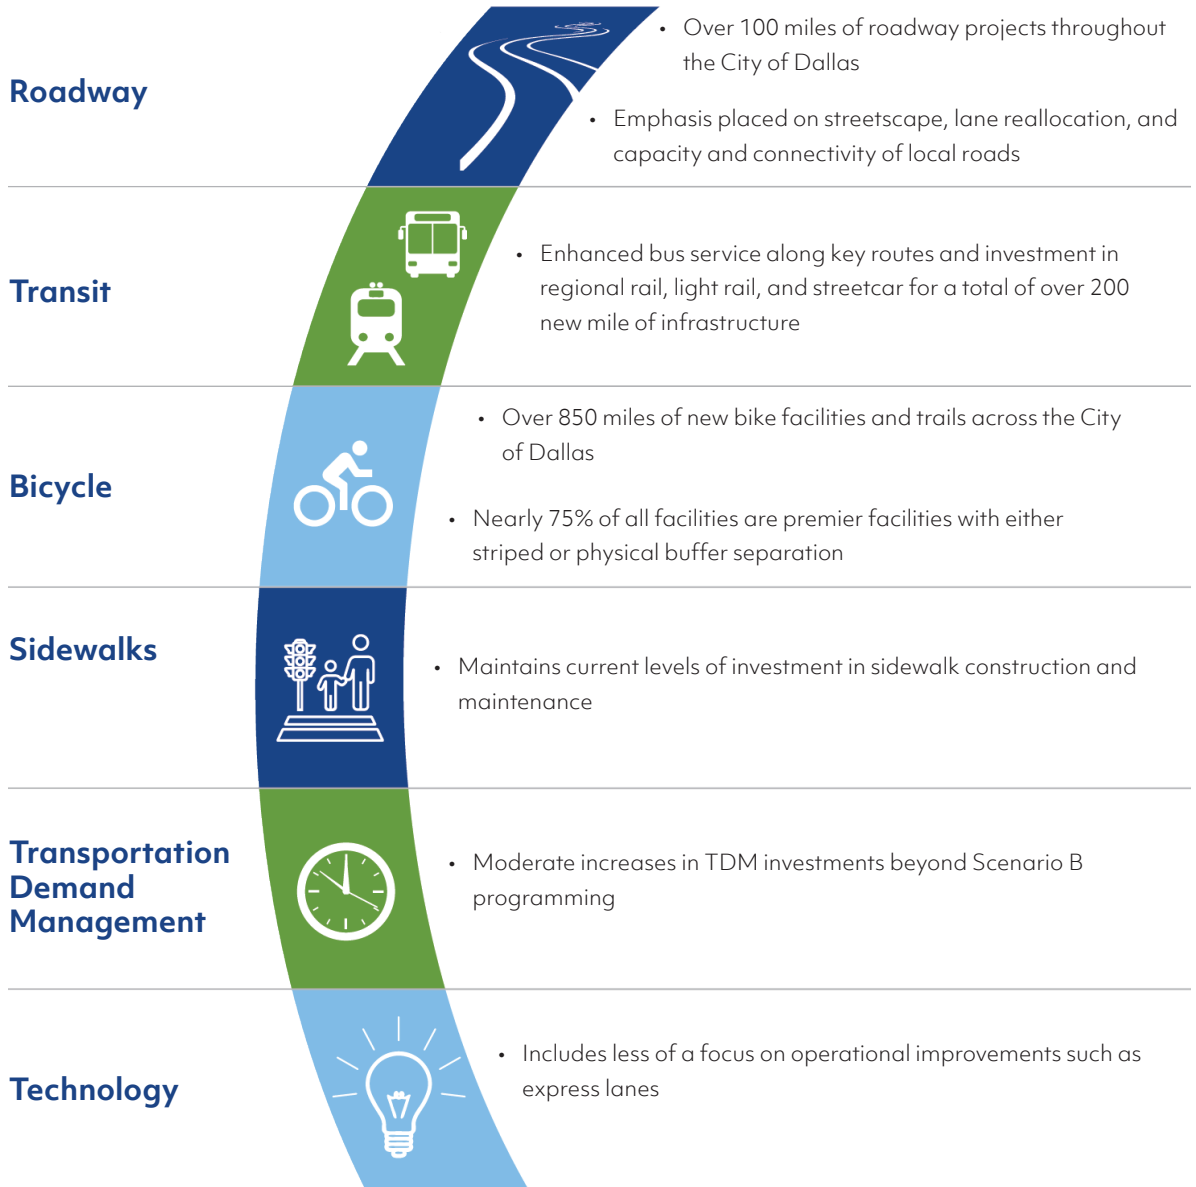 Roadway
• Over 100 miles of roadway projects throughout
the City of Dallas
• Emphasis placed on streetscape, lane reallocation, and
capacity and connectivity of local roads
Transit
• Enhanced bus service along key routes and investment in
regional rail, light rail, and streetcar for a total of over 200
new mile of infrastructure
Bicycle
• Over 850 miles of new bike facilities and trails across the City
of Dallas
• Nearly 75% of all facilities are premier facilities with either
striped or physical buffer separation
Sidewalks
• Maintains current levels of investment in sidewalk construction and
maintenance
Transportation
Demand
Management
• Moderate increases in TDM investments beyond Scenario B
programming
Technology
• Includes less of a focus on operational improvements such as
express lanes